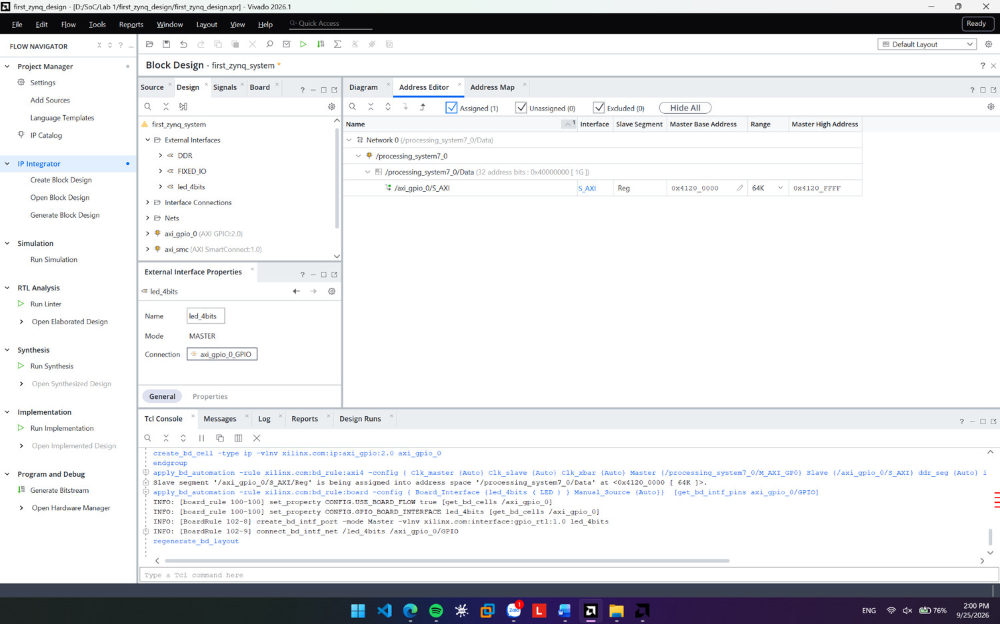 first_zynq_design - [D:/SoC/Lab 1/first_zynq_design/first_zynq_design.xpr] - Vivado 2026.1
File Edit Flow Tools Reports Window Layout View Help Quick Access Ready
FLOW NAVIGATOR
Default Layout
Project Manager
Settings
Add Sources
Language Templates
IP Catalog
IP Integrator
Create Block Design
Open Block Design
Generate Block Design
Simulation
Run Simulation
RTL Analysis
Run Linter
Open Elaborated Design
Synthesis
Run Synthesis
Open Synthesized Design
Implementation
Run Implementation
Open Implemented Design
Program and Debug
Generate Bitstream
Open Hardware Manager
Block Design - first_zynq_system *
Source Design Signals Board
first_zynq_system
External Interfaces
DDR
FIXED_IO
led_4bits
Interface Connections
Nets
axi_gpio_0 (AXI GPIO:2.0)
axi_smc (AXI SmartConnect:1.0)
External Interface Properties
led_4bits
Name led_4bits
Mode MASTER
Connection axi_gpio_0_GPIO
General Properties
Diagram Address Editor Address Map
Assigned (1) Unassigned (0) Excluded (0) Hide All
Name 1 Interface Slave Segment Master Base Address Range Master High Address
Network 0 (/processing_system7_0/Data)
/processing_system7_0
/processing_system7_0/Data (32 address bits : 0x40000000 [ 1G ])
/axi_gpio_0/S_AXI S_AXI Reg 0x4120_0000 64K 0x4120_FFFF
Tcl Console Messages Log Reports Design Runs
create_bd_cell -type ip -vlnv xilinx.com:ip:axi_gpio:2.0 axi_gpio_0
endgroup
apply_bd_automation -rule xilinx.com:bd_rule:axi4 -config { Clk_master {Auto} Clk_slave {Auto} Clk_xbar {Auto} Master {/processing_system7_0/M_AXI_GP0} Slave {/axi_gpio_0/S_AXI} ddr_seg {Auto} i
Slave segment '/axi_gpio_0/S_AXI/Reg' is being assigned into address space '/processing_system7_0/Data' at <0x4120_0000 [ 64K ]>.
apply_bd_automation -rule xilinx.com:bd_rule:board -config { Board_Interface {led_4bits ( LED ) } Manual_Source {Auto}} [get_bd_intf_pins axi_gpio_0/GPIO]
INFO: [board_rule 100-100] set_property CONFIG.USE_BOARD_FLOW true [get_bd_cells /axi_gpio_0]
INFO: [board_rule 100-100] set_property CONFIG.GPIO_BOARD_INTERFACE led_4bits [get_bd_cells /axi_gpio_0]
INFO: [BoardRule 102-8] create_bd_intf_port -mode Master -vlnv xilinx.com:interface:gpio_rtl:1.0 led_4bits
INFO: [BoardRule 102-9] connect_bd_intf_net /led_4bits /axi_gpio_0/GPIO
regenerate_bd_layout
Type a Tcl command here
Zalo 1 L ENG 76% 2:00 PM
9/25/2026